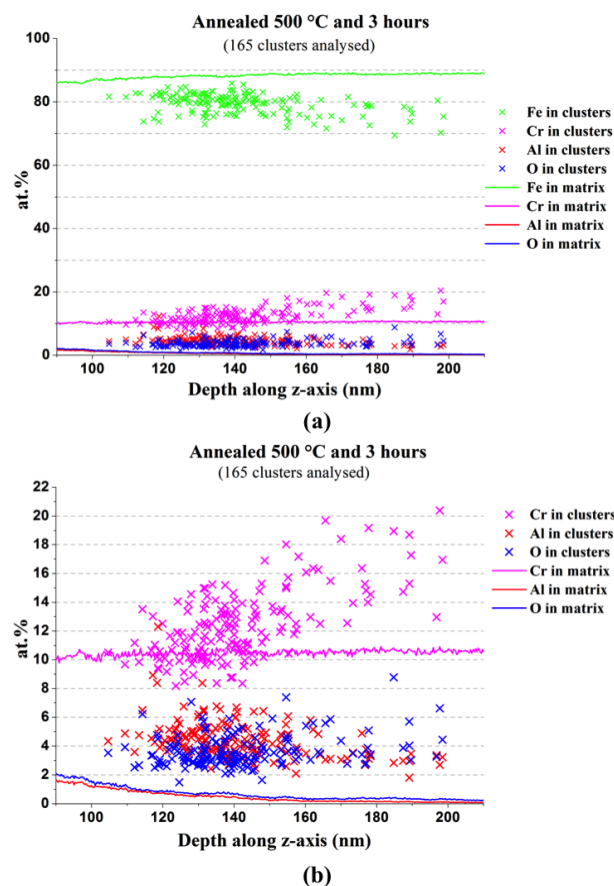 Annealed 500 °C and 3 hours
(165 clusters analysed)
100
80
60
40
20
0
at.%
100
120
140
160
180
200
Depth along z-axis (nm)
Fe in clusters
Cr in clusters
Al in clusters
O in clusters
Fe in matrix
Cr in matrix
Al in matrix
O in matrix
(a)
Annealed 500 °C and 3 hours
(165 clusters analysed)
22
20
18
16
14
12
10
8
6
4
2
0
at.%
100
120
140
160
180
200
Depth along z-axis (nm)
Cr in clusters
Al in clusters
O in clusters
Cr in matrix
Al in matrix
O in matrix
(b)